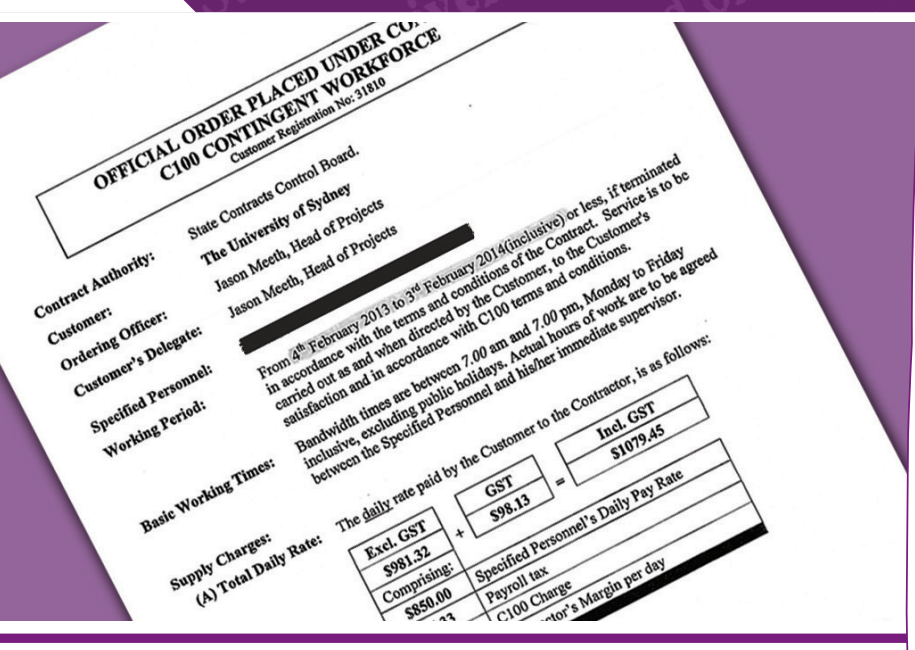 OFFICIAL ORDER PLACED UNDER
C100 CONTINGENT WORKFORCE
Customer Registration No: 31810
Contract Authority: State Contracts Control Board.
Customer: The University of Sydney
Ordering Officer: Jason Meeth, Head of Projects
Customer's Delegate: Jason Meeth, Head of Projects
Specified Personnel:
Working Period: From 4th February 2013 to 3rd February 2014(inclusive) or less, if terminated
in accordance with the terms and conditions of the Contract. Service is to be
carried out as and when directed by the Customer, to the Customer's
satisfaction and in accordance with C100 terms and conditions.
Basic Working Times: Bandwidth times are between 7.00 am and 7.00 pm, Monday to Friday
inclusive, excluding public holidays. Actual hours of work are to be agreed
between the Specified Personnel and his/her immediate supervisor.
Supply Charges:
(A) Total Daily Rate: The daily rate paid by the Customer to the Contractor, is as follows:
Excl. GST GST Incl. GST
$981.32 + $98.13 = $1079.45
Comprising:
$850.00 Specified Personnel's Daily Pay Rate
Payroll tax
C100 Charge
Margin per day